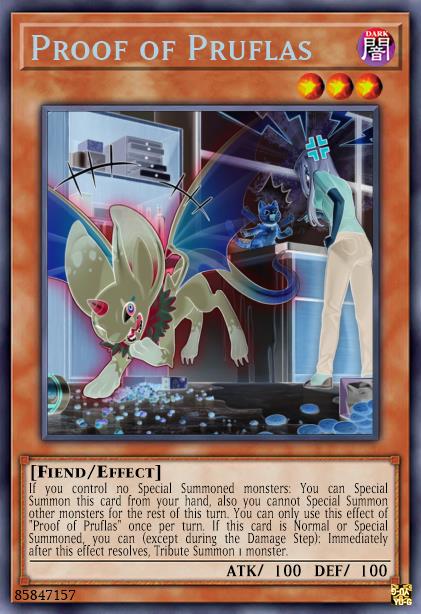 PROOF OF PRUFLAS
DARK
闇
[FIEND/EFFECT]
If you control no Special Summoned monsters: You can Special
Summon this card from your hand, also you cannot Special Summon
other monsters for the rest of this turn. You can only use this effect of
"Proof of Pruflas" once per turn. If this card is Normal or Special
Summoned, you can (except during the Damage Step): Immediately
after this effect resolves, Tribute Summon 1 monster.
ATK/ 100 DEF/ 100
85847157